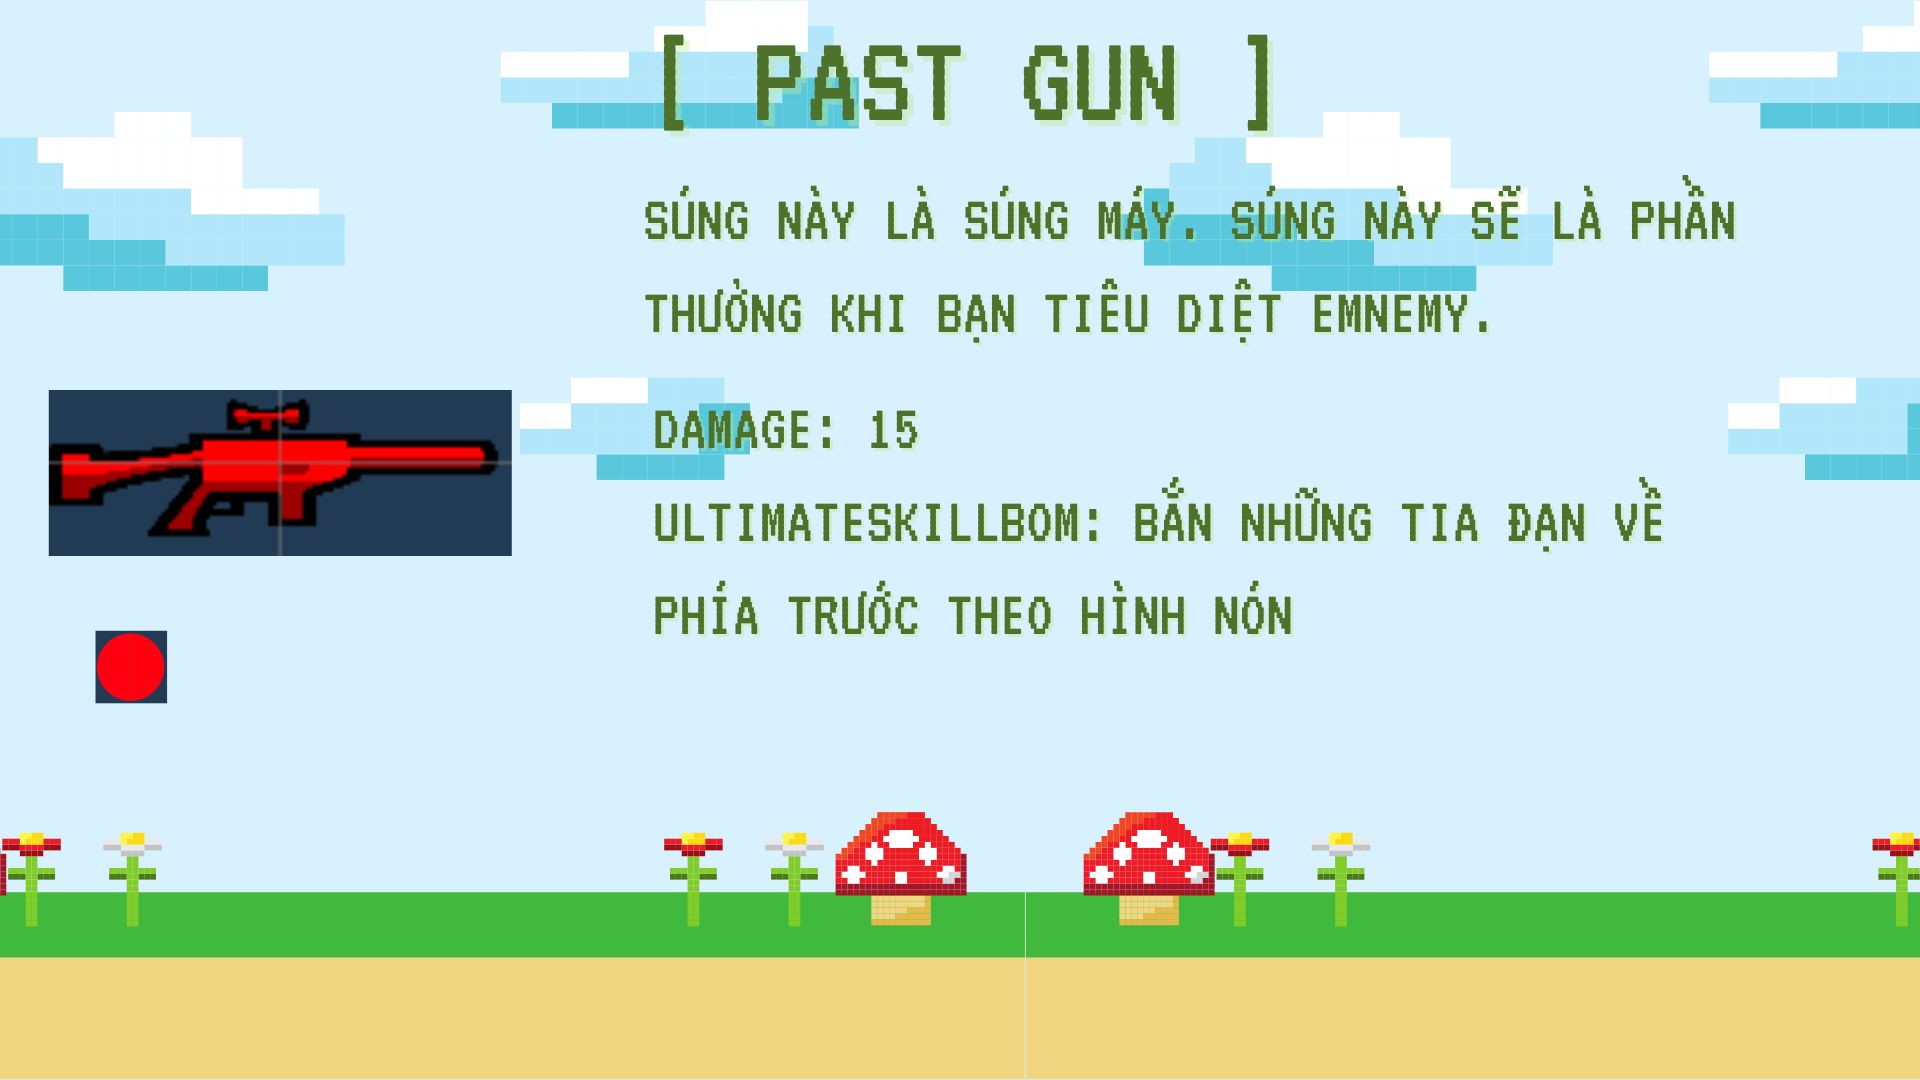 [ PAST GUN ]
SÚNG NÀY LÀ SÚNG MÁY. SÚNG NÀY SẼ LÀ PHẦN
THƯỞNG KHI BẠN TIÊU DIỆT EMNEMY.
DAMAGE: 15
ULTIMATESKILLBOM: BẮN NHỮNG TIA ĐẠN VỀ
PHÍA TRƯỚC THEO HÌNH NÓN